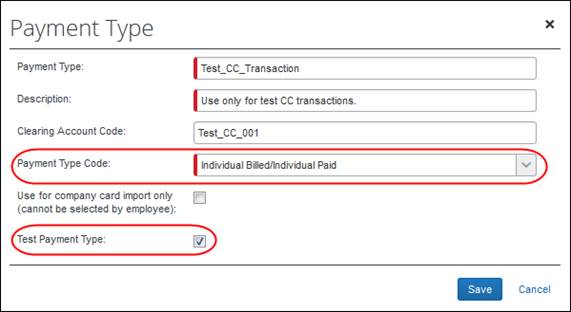 Payment Type
Payment Type: Test_CC_Transaction
Description: Use only for test CC transactions.
Clearing Account Code: Test_CC_001
Payment Type Code: Individual Billed/Individual Paid
Use for company card import only
(cannot be selected by employee):
Test Payment Type:
Save Cancel